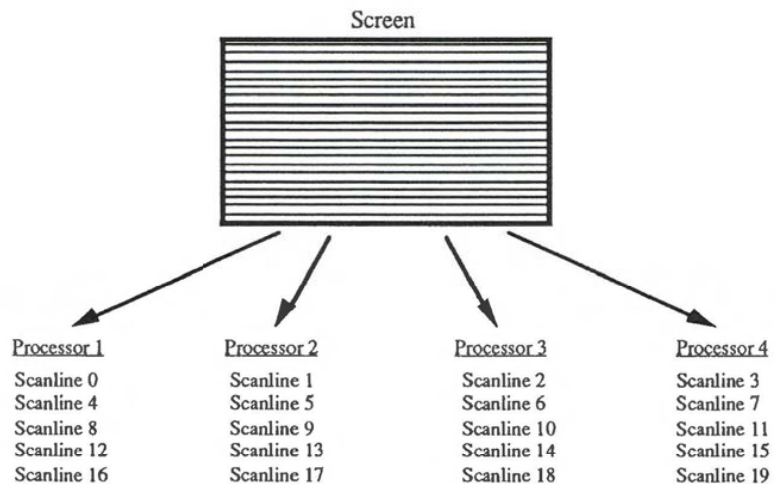 Screen
Processor 1
Scanline 0
Scanline 4
Scanline 8
Scanline 12
Scanline 16
Processor 2
Scanline 1
Scanline 5
Scanline 9
Scanline 13
Scanline 17
Processor 3
Scanline 2
Scanline 6
Scanline 10
Scanline 14
Scanline 18
Processor 4
Scanline 3
Scanline 7
Scanline 11
Scanline 15
Scanline 19